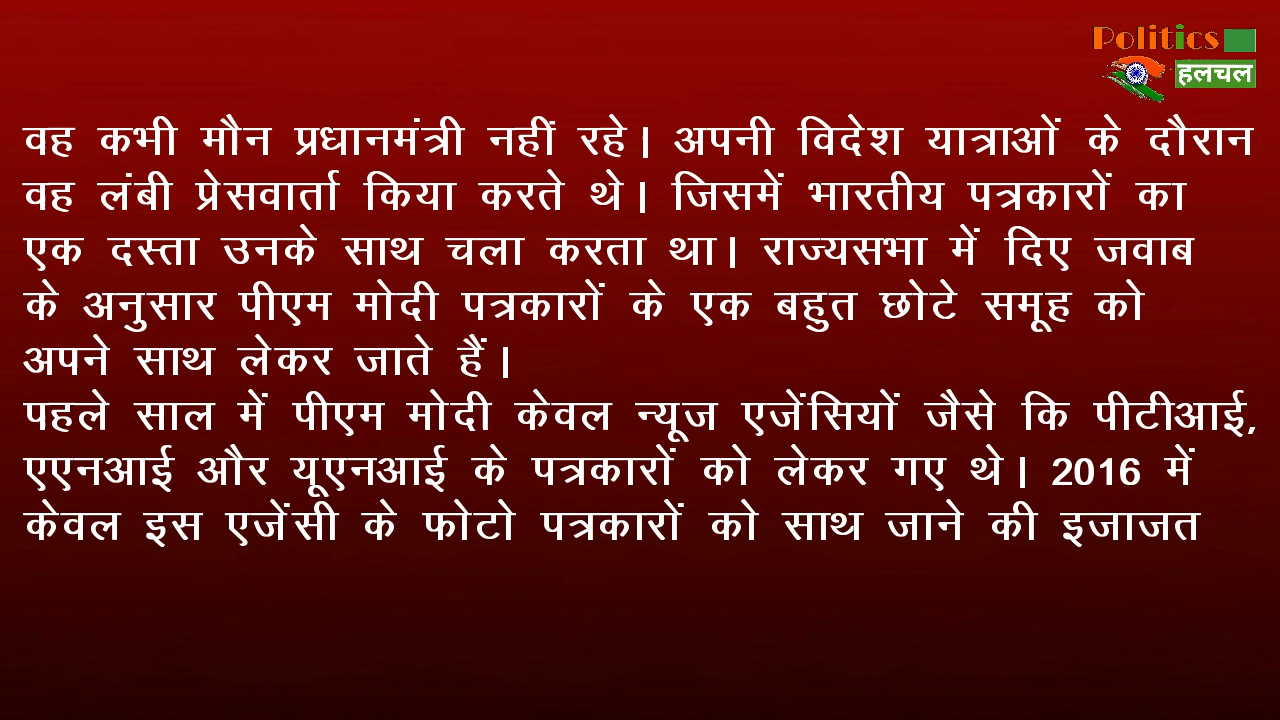 Politics
हलचल
वह कभी मौन प्रधानमंत्री नहीं रहे। अपनी विदेश यात्राओं के दौरान
वह लंबी प्रेसवार्ता किया करते थे। जिसमें भारतीय पत्रकारों का
एक दस्ता उनके साथ चला करता था। राज्यसभा में दिए जवाब
के अनुसार पीएम मोदी पत्रकारों के एक बहुत छोटे समूह को
अपने साथ लेकर जाते हैं।
पहले साल में पीएम मोदी केवल न्यूज एजेंसियों जैसे कि पीटीआई,
एएनआई और यूएनआई के पत्रकारों को लेकर गए थे। 2016 में
केवल इस एजेंसी के फोटो पत्रकारों को साथ जाने की इजाजत